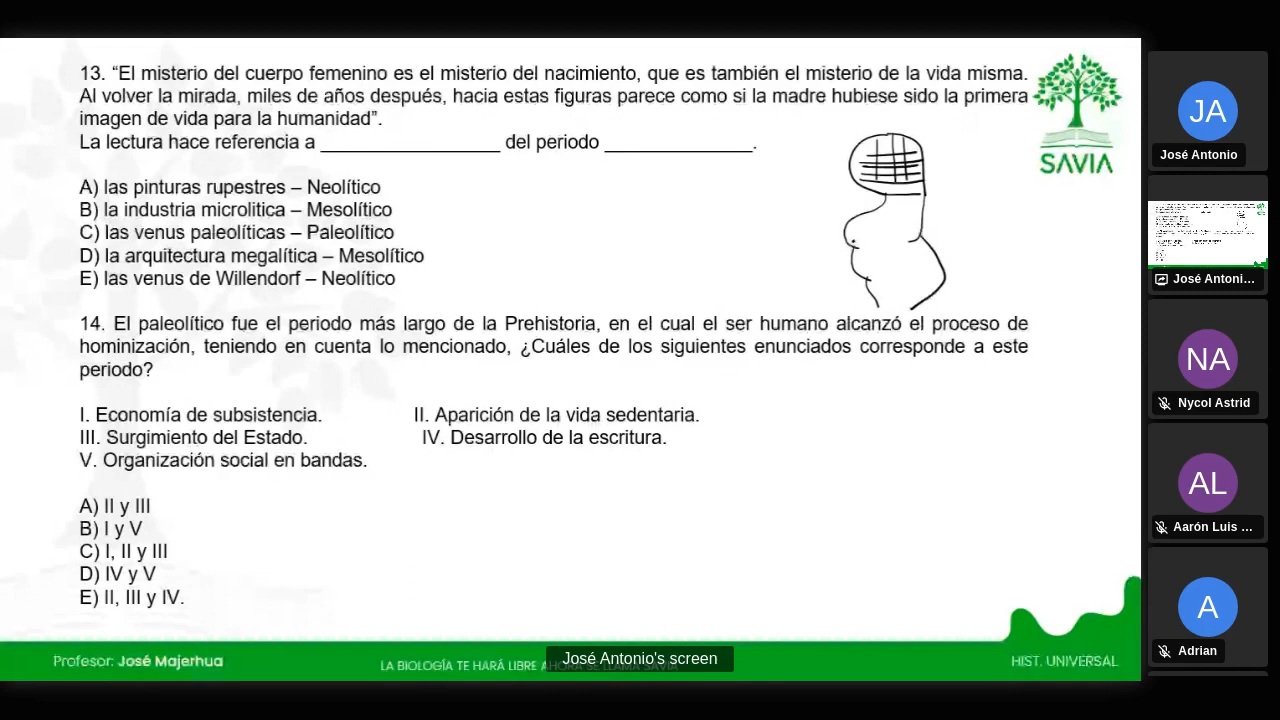 13. “El misterio del cuerpo femenino es el misterio del nacimiento, que es también el misterio de la vida misma.
Al volver la mirada, miles de años después, hacia estas figuras parece como si la madre hubiese sido la primera
imagen de vida para la humanidad”.
La lectura hace referencia a _________________ del periodo ______________.
A) las pinturas rupestres – Neolítico
B) la industria microlitica – Mesolítico
C) las venus paleolíticas – Paleolítico
D) la arquitectura megalítica – Mesolítico
E) las venus de Willendorf – Neolítico
14. El paleolítico fue el periodo más largo de la Prehistoria, en el cual el ser humano alcanzó el proceso de
hominización, teniendo en cuenta lo mencionado, ¿Cuáles de los siguientes enunciados corresponde a este
periodo?
I. Economía de subsistencia. II. Aparición de la vida sedentaria.
III. Surgimiento del Estado. IV. Desarrollo de la escritura.
V. Organización social en bandas.
A) II y III
B) I y V
C) I, II y III
D) IV y V
E) II, III y IV.
SAVIA
Profesor: José Majerhua
LA BIOLOGÍA TE HARÁ LIBRE AHORA SE LLAMA SAVIA
José Antonio's screen
HIST. UNIVERSAL
JA
José Antonio
José Antoni...
NA
Nycol Astrid
AL
Aarón Luis ...
A
Adrian